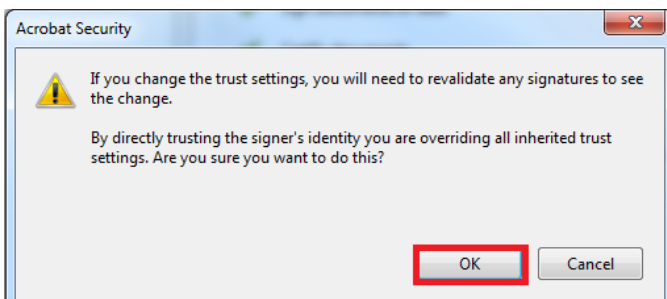 Acrobat Security
If you change the trust settings, you will need to revalidate any signatures to see
the change.
By directly trusting the signer's identity you are overriding all inherited trust
settings. Are you sure you want to do this?
OK
Cancel